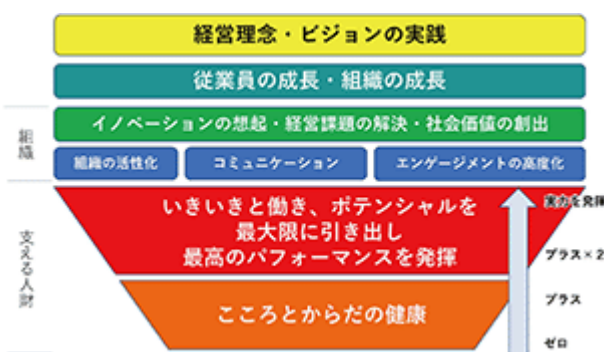 経営理念・ビジョンの実践
従業員の成長・組織の成長
組織
イノベーションの想起・経営課題の解決・社会価値の創出
組織の活性化
コミュニケーション
エンゲージメントの高度化
支える人財
いきいきと働き、ポテンシャルを
最大限に引き出し
最高のパフォーマンスを発揮
実力を発揮
プラス×2
プラス
こころとからだの健康
ゼロ